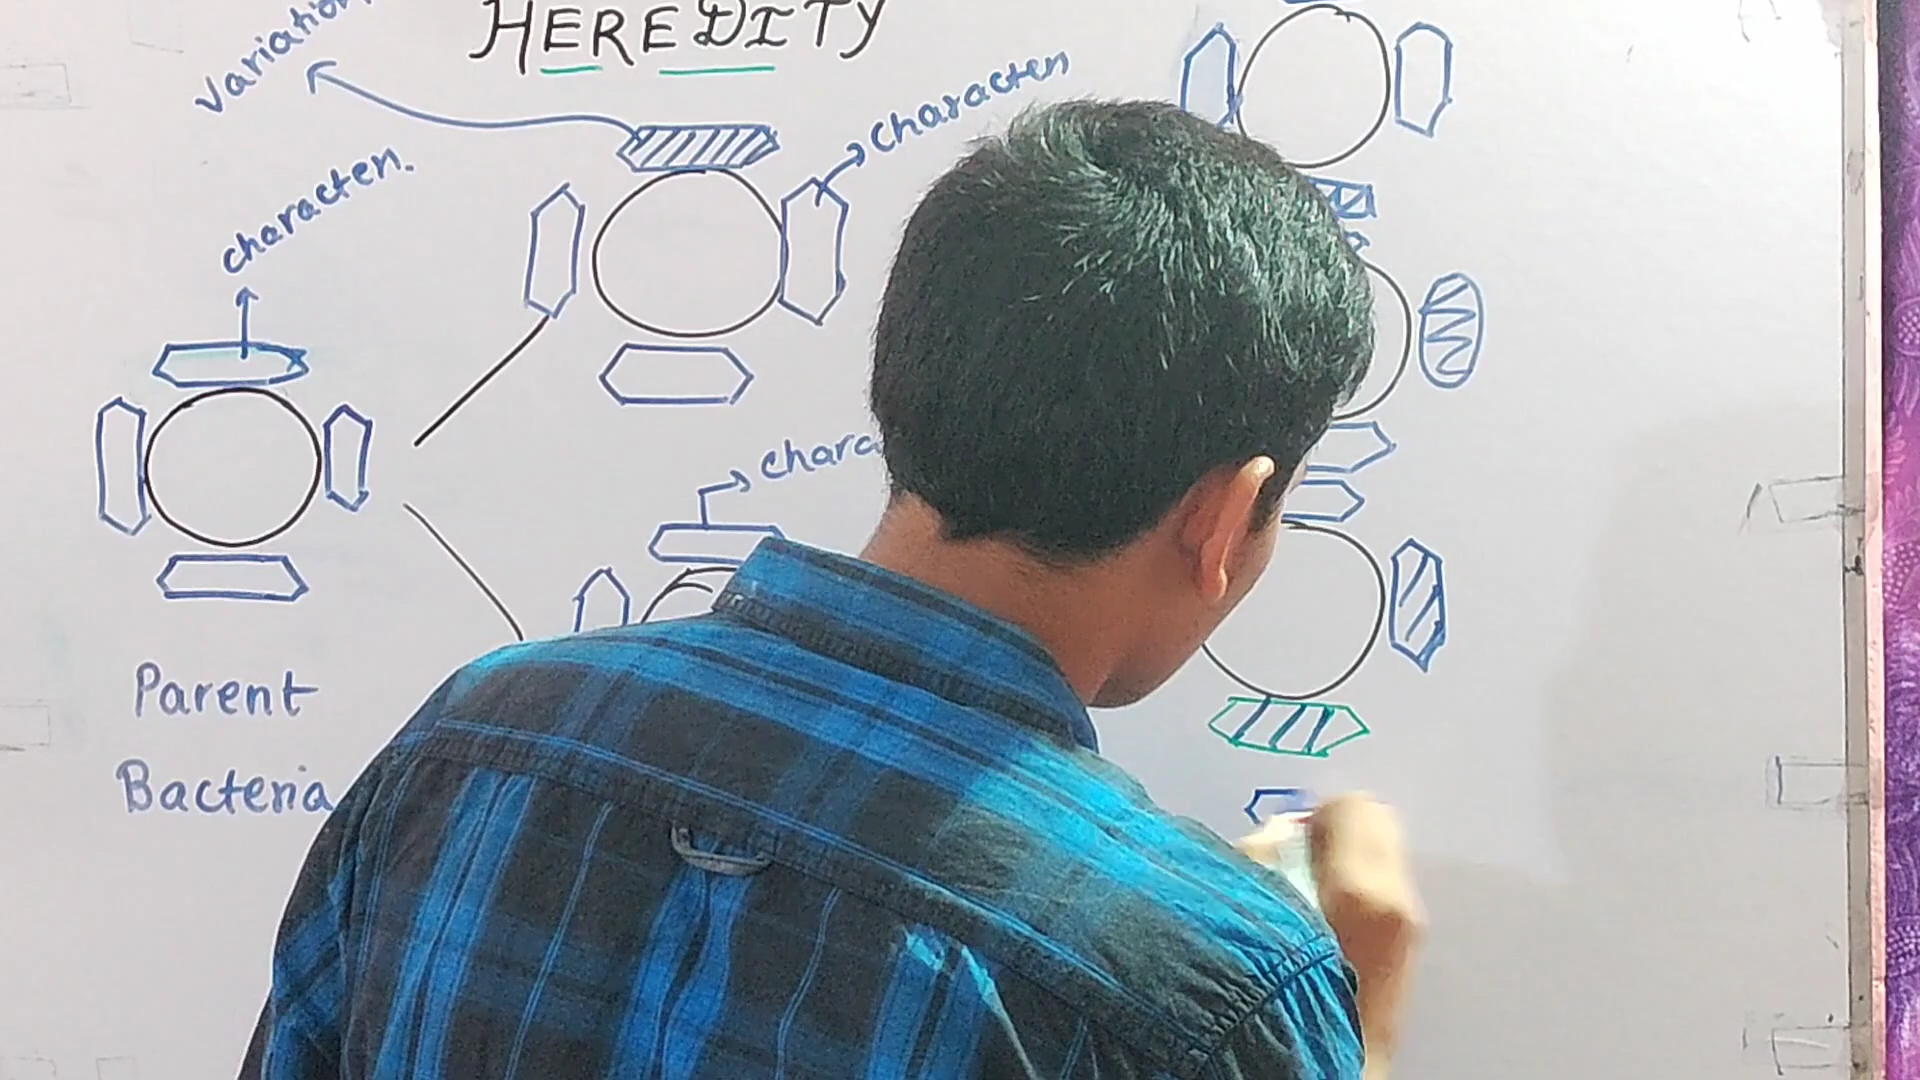 HEREDITY
Variation
characten
characten.
chara
Parent
Bacteria